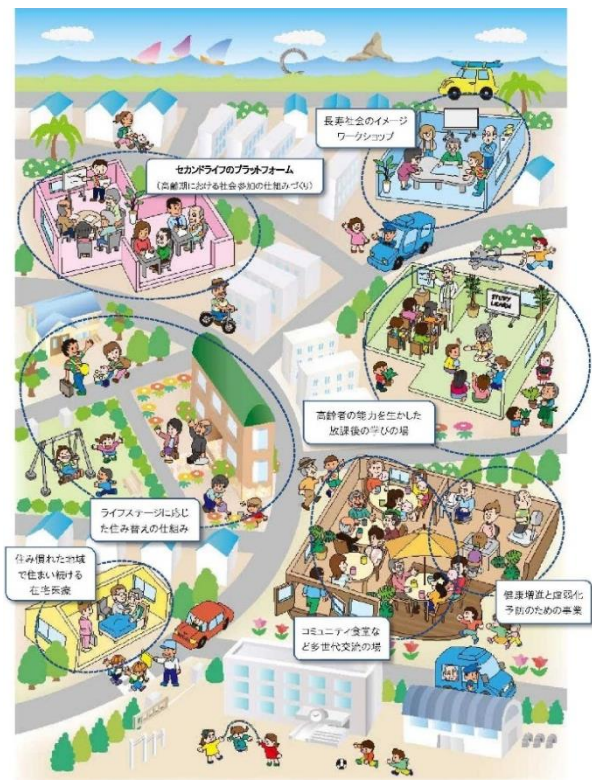 長寿社会のイメージ
ワークショップ
セカンドライフのプラットフォーム
(高齢期における社会参加の仕組みづくり)
STUDY
高齢者の能力を生かした
放課後の学びの場
ライフステージに応じ
た住み替えの仕組み
住み慣れた地域
で住まい続ける
在宅医療
健康増進と虚弱化
予防のための事業
コミュニティ食堂な
ど多世代交流の場